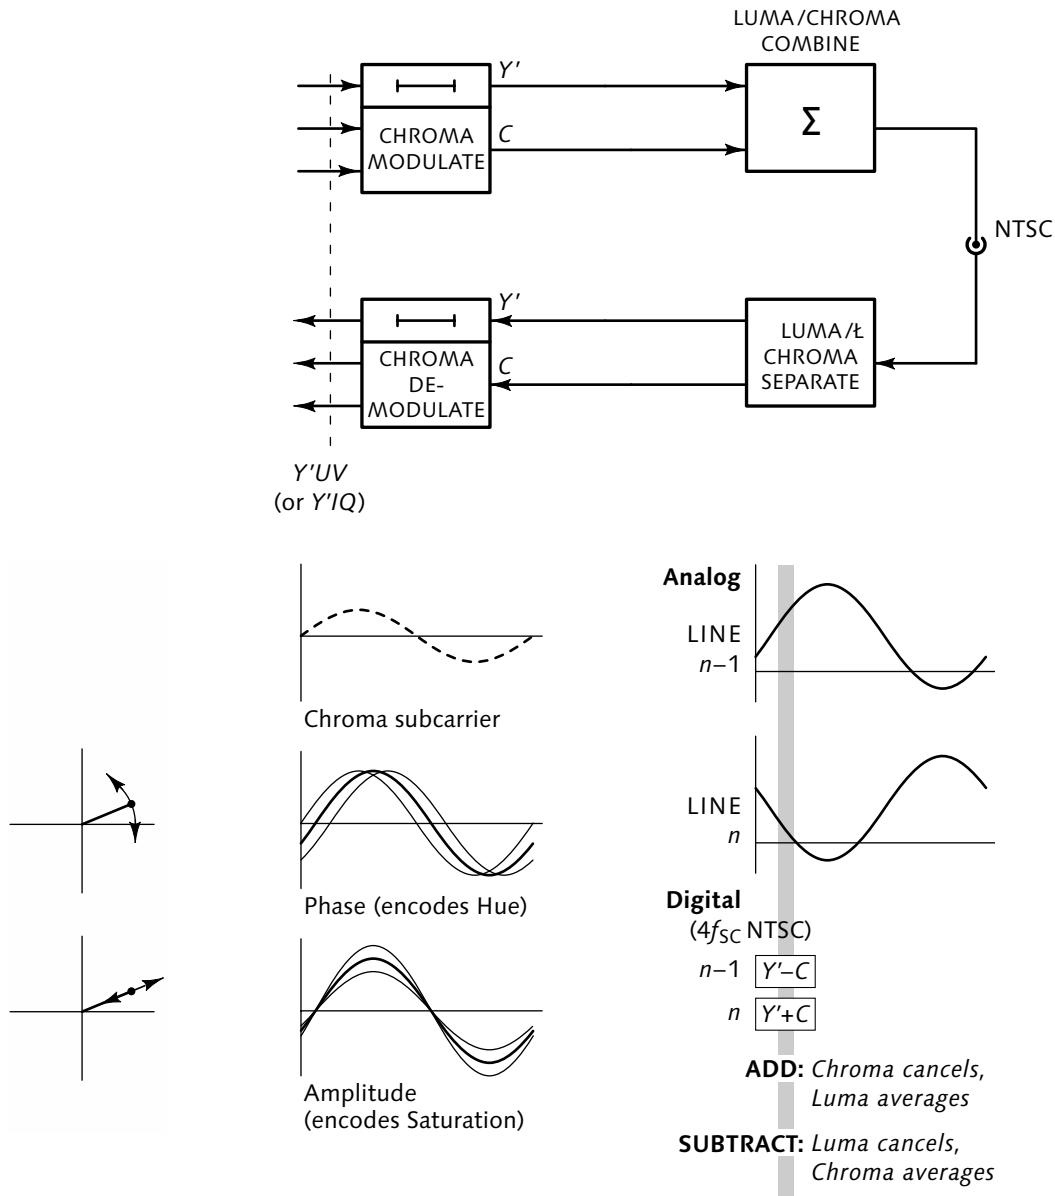 LUMA/CHROMA
COMBINE
Y'
C
CHROMA
MODULATE
Σ
NTSC
Y'
C
CHROMA
DE-
MODULATE
LUMA/Ł
CHROMA
SEPARATE
Y'UV
(or Y'IQ)
Chroma subcarrier
Phase (encodes Hue)
Amplitude
(encodes Saturation)
Analog
LINE
n–1
LINE
n
Digital
(4fSC NTSC)
n–1 Y'–C
n Y'+C
ADD: Chroma cancels,
Luma averages
SUBTRACT: Luma cancels,
Chroma averages